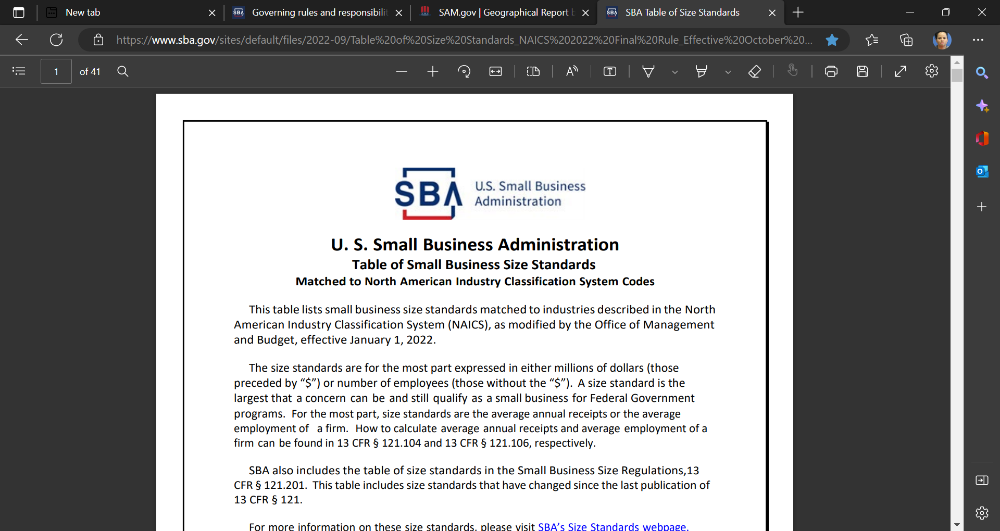 New tab
Governing rules and responsibilit
SAM.gov | Geographical Report
SBA Table of Size Standards
https://www.sba.gov/sites/default/files/2022-09/Table%20of%20Size%20Standards_NAICS%202022%20Final%20Rule_Effective%20October%20...
1 of 41
SBA
U.S. Small Business
Administration
U. S. Small Business Administration
Table of Small Business Size Standards
Matched to North American Industry Classification System Codes
This table lists small business size standards matched to industries described in the North
American Industry Classification System (NAICS), as modified by the Office of Management
and Budget, effective January 1, 2022.
The size standards are for the most part expressed in either millions of dollars (those
preceded by “$”) or number of employees (those without the “$”). A size standard is the
largest that a concern can be and still qualify as a small business for Federal Government
programs. For the most part, size standards are the average annual receipts or the average
employment of a firm. How to calculate average annual receipts and average employment of a
firm can be found in 13 CFR § 121.104 and 13 CFR § 121.106, respectively.
SBA also includes the table of size standards in the Small Business Size Regulations,13
CFR § 121.201. This table includes size standards that have changed since the last publication of
13 CFR § 121.
For more information on these size standards, please visit SBA’s Size Standards webpage.